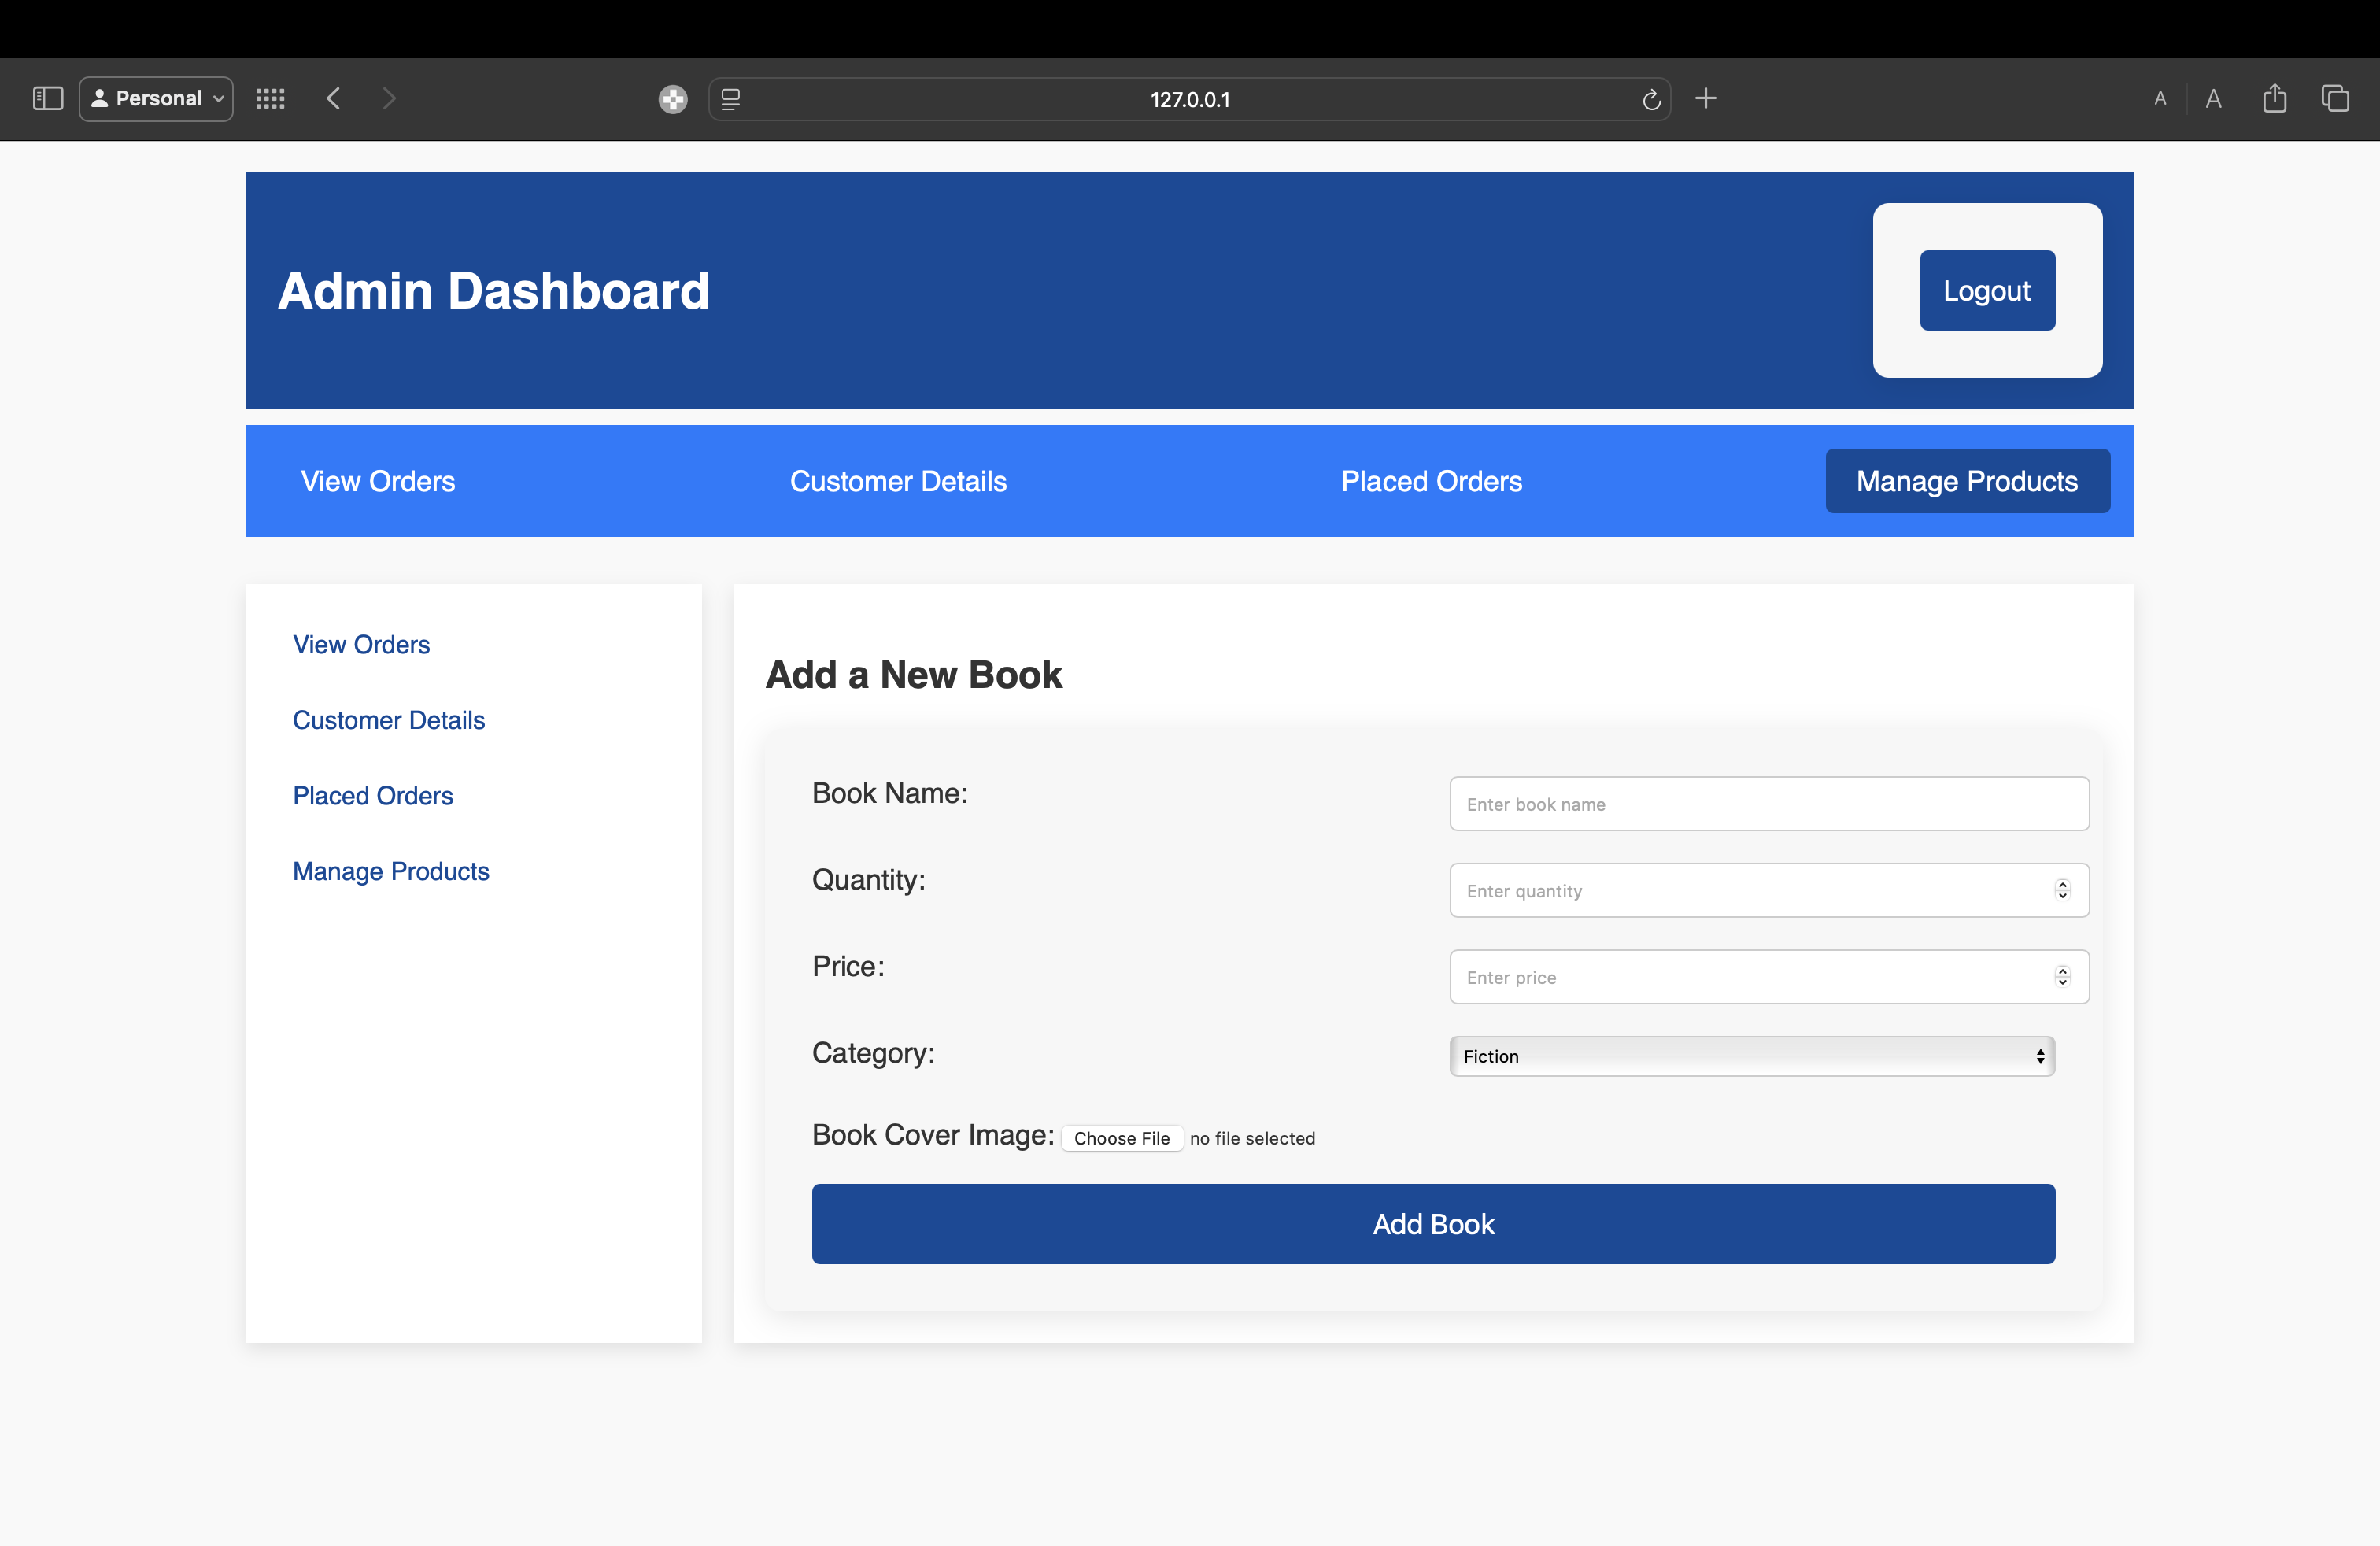 Personal
127.0.0.1
A A
Admin Dashboard
Logout
View Orders Customer Details Placed Orders Manage Products
View Orders
Customer Details
Placed Orders
Manage Products
Add a New Book
Book Name: Enter book name
Quantity: Enter quantity
Price: Enter price
Category: Fiction
Book Cover Image: Choose File no file selected
Add Book